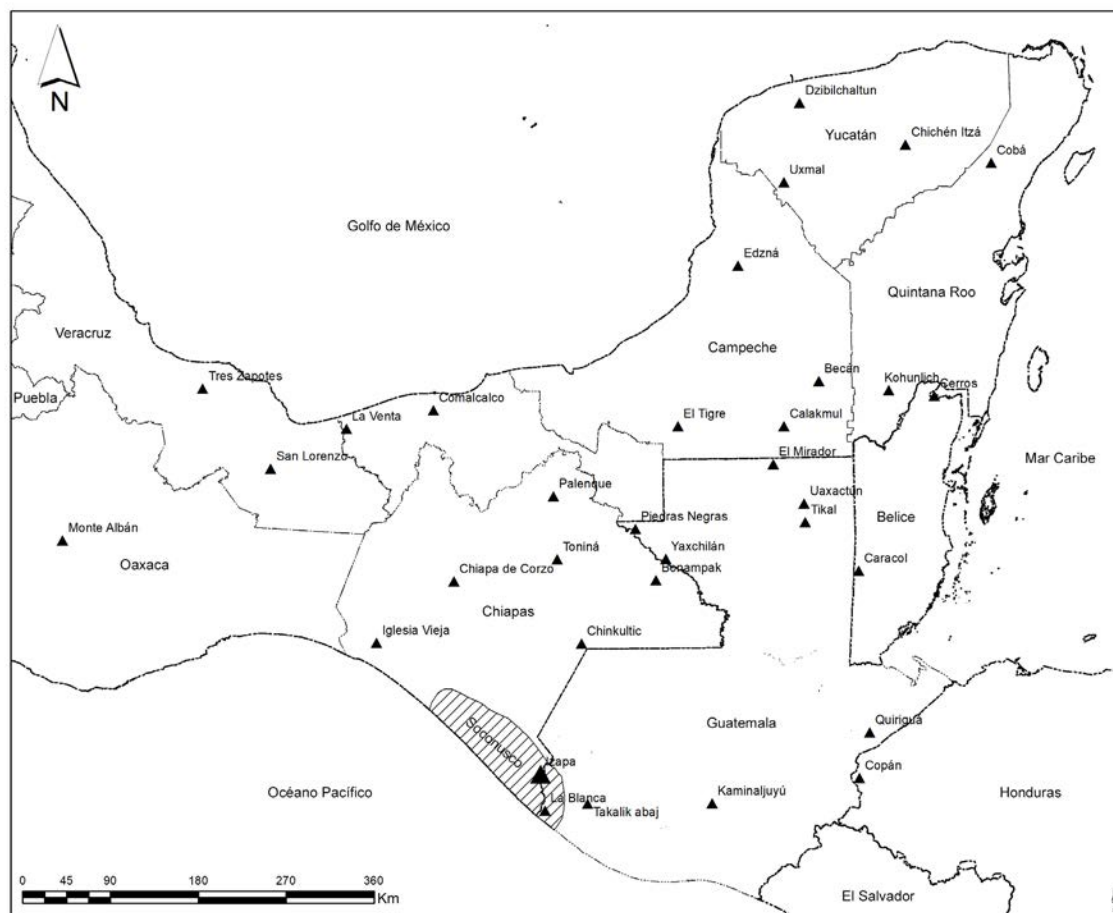 N
Dzibilchaltun
Yucatán
Chichén Itzá
Cobá
Uxmal
Golfo de México
Edzná
Quintana Roo
Veracruz
Campeche
Tres Zapotes
Becán
Kohunlich
Cerros
Puebla
Comalcalco
La Venta
El Tigre
Calakmul
San Lorenzo
El Mirador
Mar Caribe
Palenque
Uaxactún
Tikal
Belice
Monte Albán
Piedras Negras
Oaxaca
Toniná
Yaxchilán
Caracol
Chiapa de Corzo
Bonampak
Chiapas
Iglesia Vieja
Chinkultic
Soconusco
Guatemala
Quiriguá
Izapa
Copán
Océano Pacífico
La Blanca
Takalik abaj
Kaminaljuyú
Honduras
0 45 90 180 270 360
Km
El Salvador